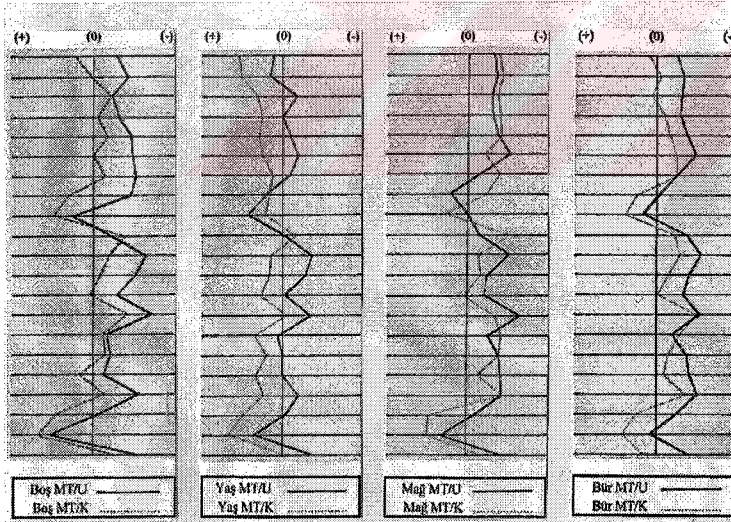 (+) (0) (-) (+) (0) (-) (+) (0) (-) (+) (0) (-)
Boş MT/U Yaş MT/U Mağ MT/U Bür MT/U
Boş MT/K Yaş MT/K Mağ MT/K Bür MT/K